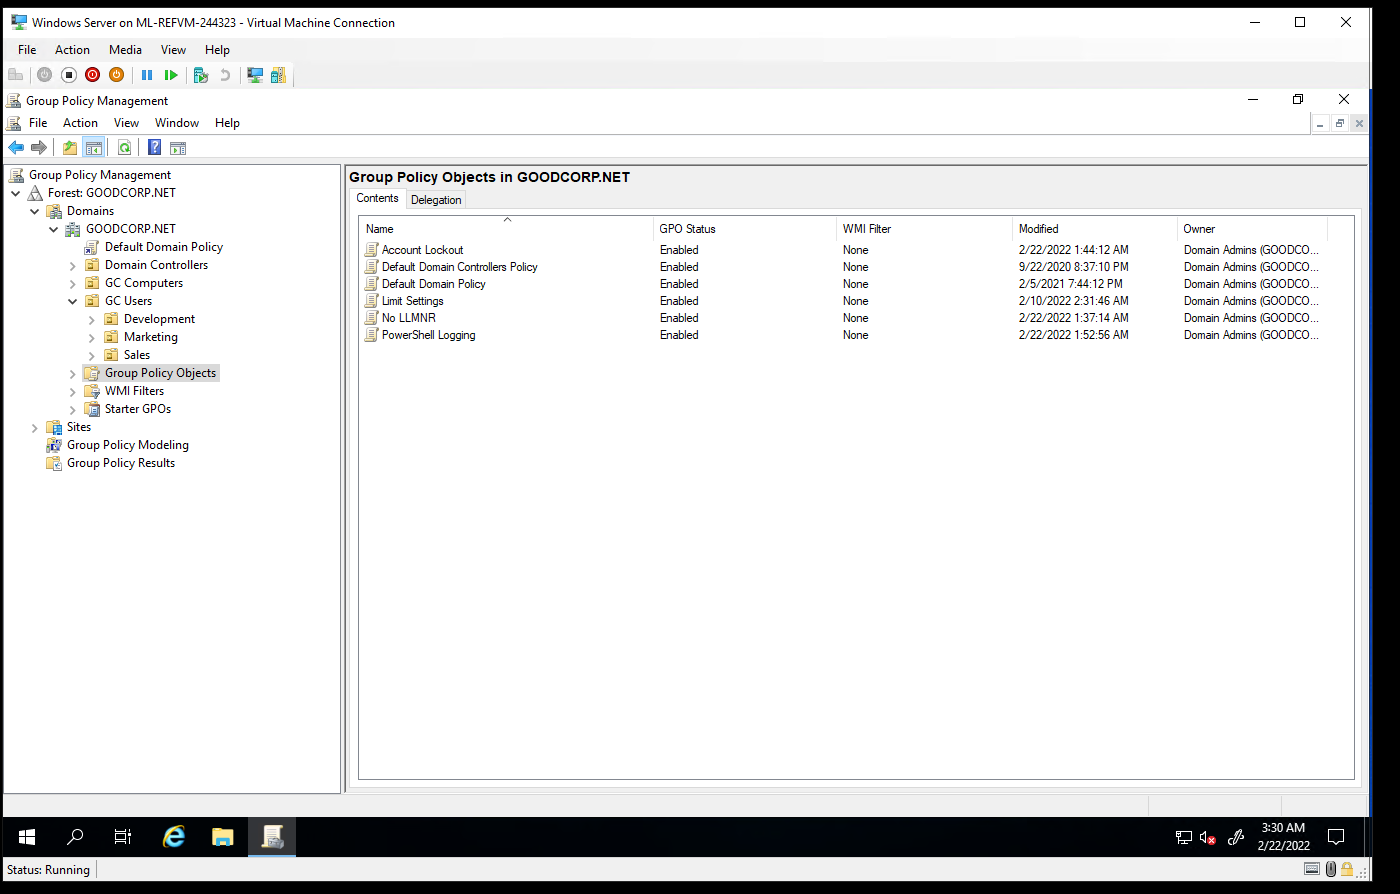 Windows Server on ML-REFVM-244323 - Virtual Machine Connection
File Action Media View Help
Group Policy Management
File Action View Window Help
Group Policy Management
Forest: GOODCORP.NET
Domains
GOODCORP.NET
Default Domain Policy
Domain Controllers
GC Computers
GC Users
Development
Marketing
Sales
Group Policy Objects
WMI Filters
Starter GPOs
Sites
Group Policy Modeling
Group Policy Results
Group Policy Objects in GOODCORP.NET
Contents Delegation
Name GPO Status WMI Filter Modified Owner
Account Lockout Enabled None 2/22/2022 1:44:12 AM Domain Admins (GOODCO...
Default Domain Controllers Policy Enabled None 9/22/2020 8:37:10 PM Domain Admins (GOODCO...
Default Domain Policy Enabled None 2/5/2021 7:44:12 PM Domain Admins (GOODCO...
Limit Settings Enabled None 2/10/2022 2:31:46 AM Domain Admins (GOODCO...
No LLMNR Enabled None 2/22/2022 1:37:14 AM Domain Admins (GOODCO...
PowerShell Logging Enabled None 2/22/2022 1:52:56 AM Domain Admins (GOODCO...
3:30 AM
2/22/2022
Status: Running